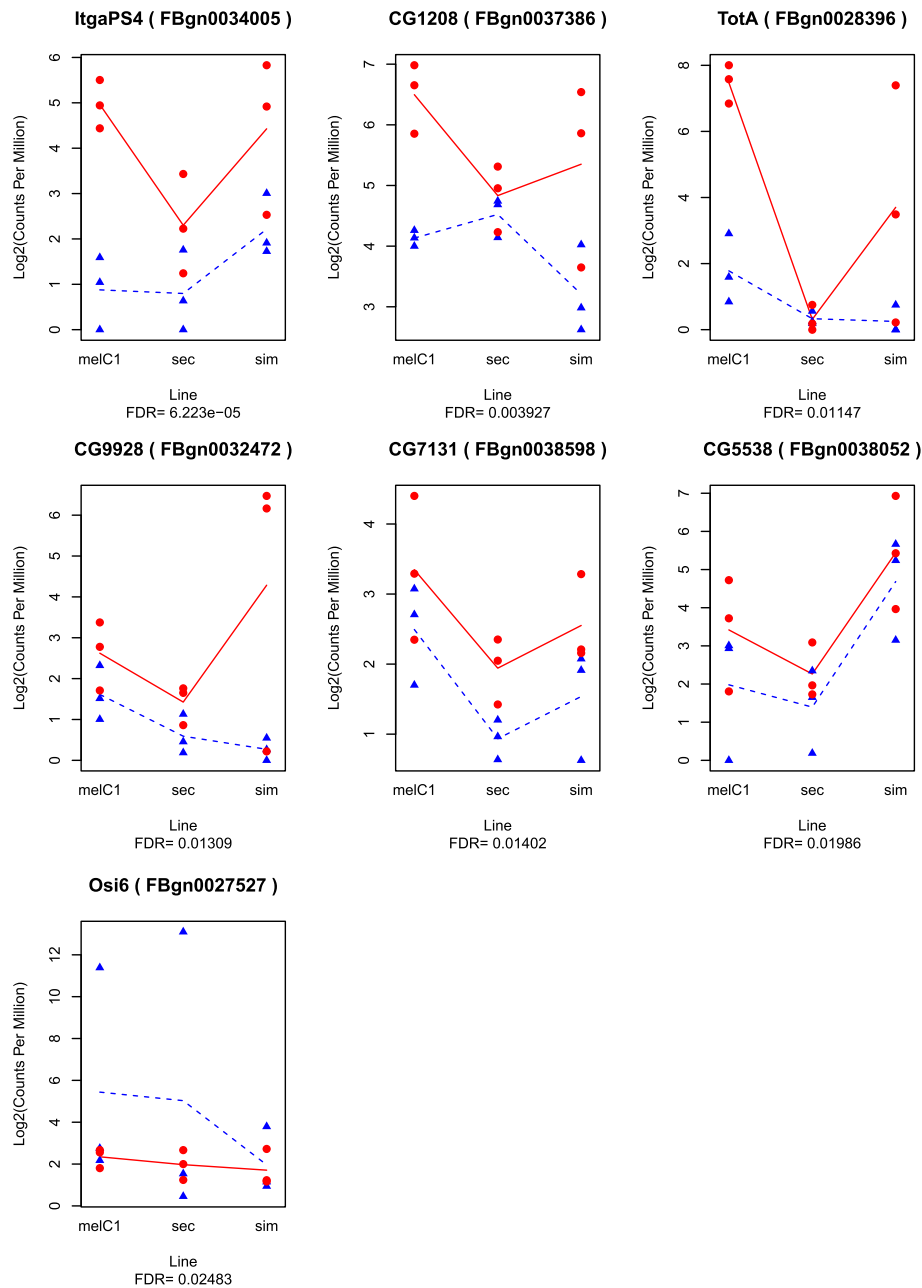 ItgaPS4 ( FBgn0034005 )
Log2(Counts Per Million)
6
5
4
3
2
1
0
melC1 sec sim
Line
FDR= 6.223e−05
CG1208 ( FBgn0037386 )
Log2(Counts Per Million)
7
6
5
4
3
melC1 sec sim
Line
FDR= 0.003927
TotA ( FBgn0028396 )
Log2(Counts Per Million)
8
6
4
2
0
melC1 sec sim
Line
FDR= 0.01147
CG9928 ( FBgn0032472 )
Log2(Counts Per Million)
6
5
4
3
2
1
0
melC1 sec sim
Line
FDR= 0.01309
CG7131 ( FBgn0038598 )
Log2(Counts Per Million)
4
3
2
1
melC1 sec sim
Line
FDR= 0.01402
CG5538 ( FBgn0038052 )
Log2(Counts Per Million)
7
6
5
4
3
2
1
0
melC1 sec sim
Line
FDR= 0.01986
Osi6 ( FBgn0027527 )
Log2(Counts Per Million)
12
10
8
6
4
2
0
melC1 sec sim
Line
FDR= 0.02483